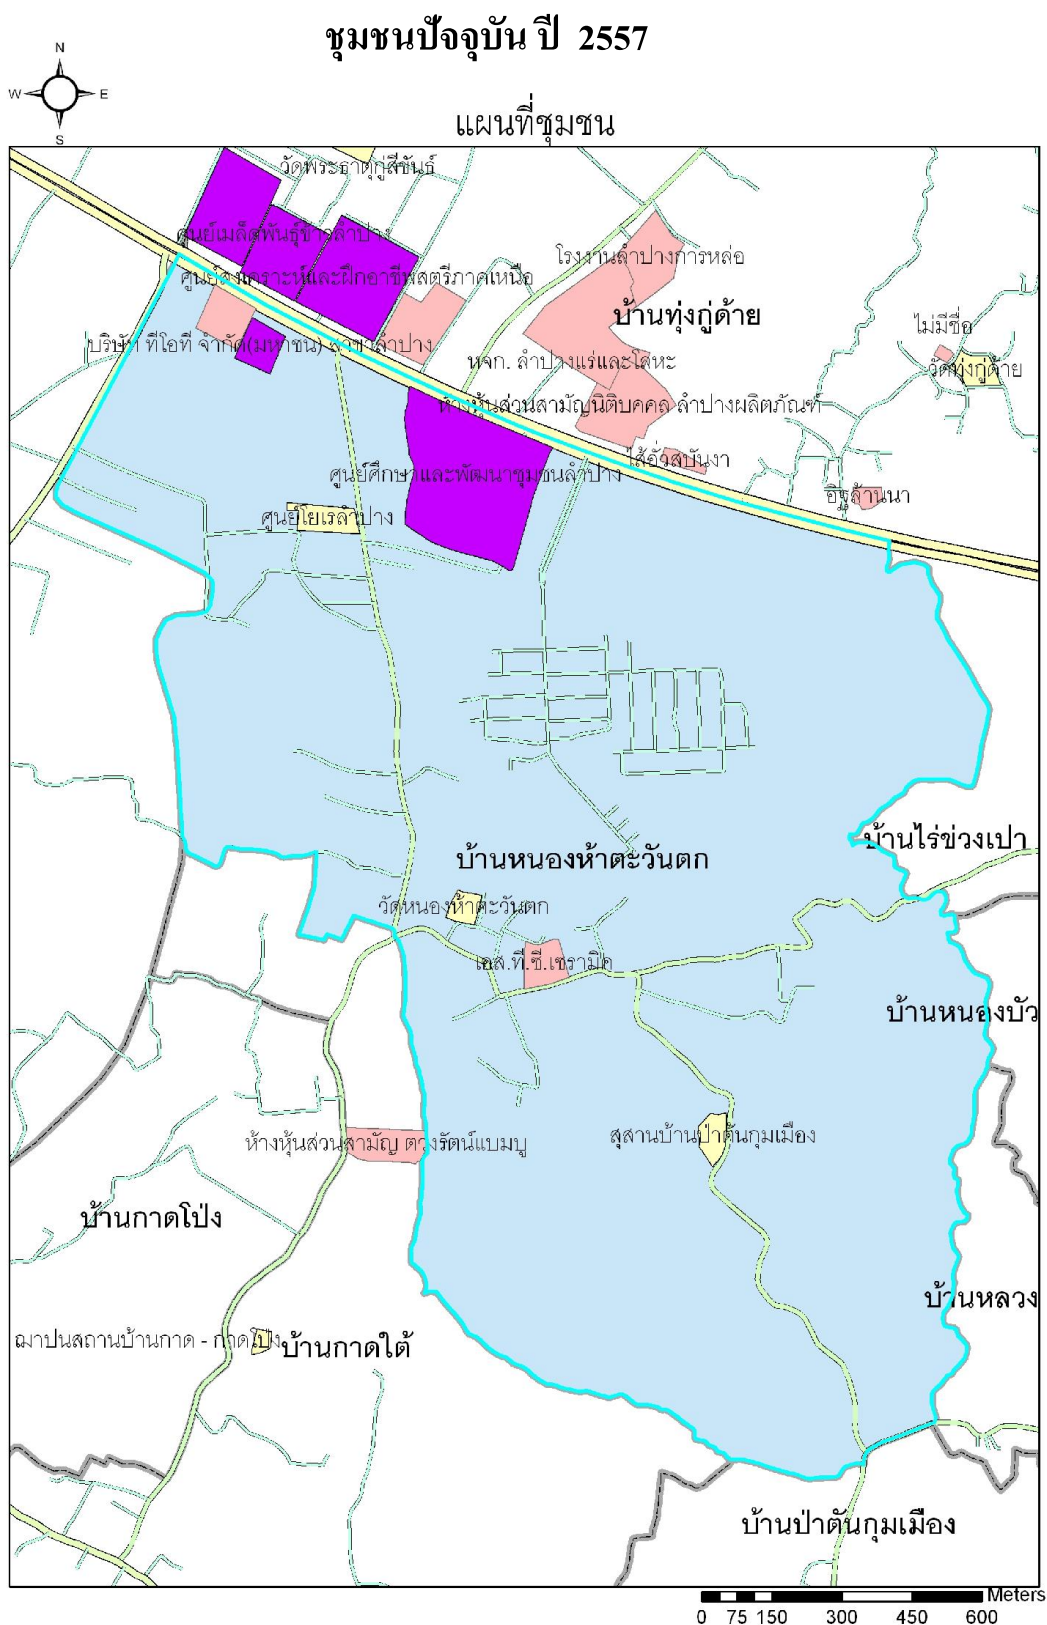 ชุมชนปัจจุบัน ปี 2557
N
W E
S
แผนที่ชุมชน
วัดพระธาตุกู่สีขันธ์
ศูนย์เมล็ดพันธุ์ข้าวลำปาง
โรงงานลำปางการหล่อ
ศูนย์สงเคราะห์และฝึกอาชีพสตรีภาคเหนือ
บ้านทุ่งกู่ด้าย
ไม่มีชื่อ
บริษัท ทีโอที จำกัด(มหาชน) สาขาลำปาง
หจก. ลำปางแร่และโลหะ
วัดทุ่งกู่ด้าย
ห้างหุ้นส่วนสามัญนิติบุคคล ลำปางผลิตภัณฑ์
ไส้อั่วสบันงา
ศูนย์ศึกษาและพัฒนาชุมชนลำปาง
อิฐล้านนา
ศูนย์โยเรลำปาง
บ้านไร่ข่วงเปา
บ้านหนองห้าตะวันตก
วัดหนองห้าตะวันตก
เอส.ที.ซี.เซรามิค
บ้านหนองบัว
สุสานบ้านป่าตันกุมเมือง
ห้างหุ้นส่วนสามัญ ตวงรัตน์แบมบู
บ้านกาดโป่ง
บ้านหลวง
ฌาปนสถานบ้านกาด - กาดโป่ง
บ้านกาดใต้
บ้านป่าตันกุมเมือง
Meters
0 75 150 300 450 600